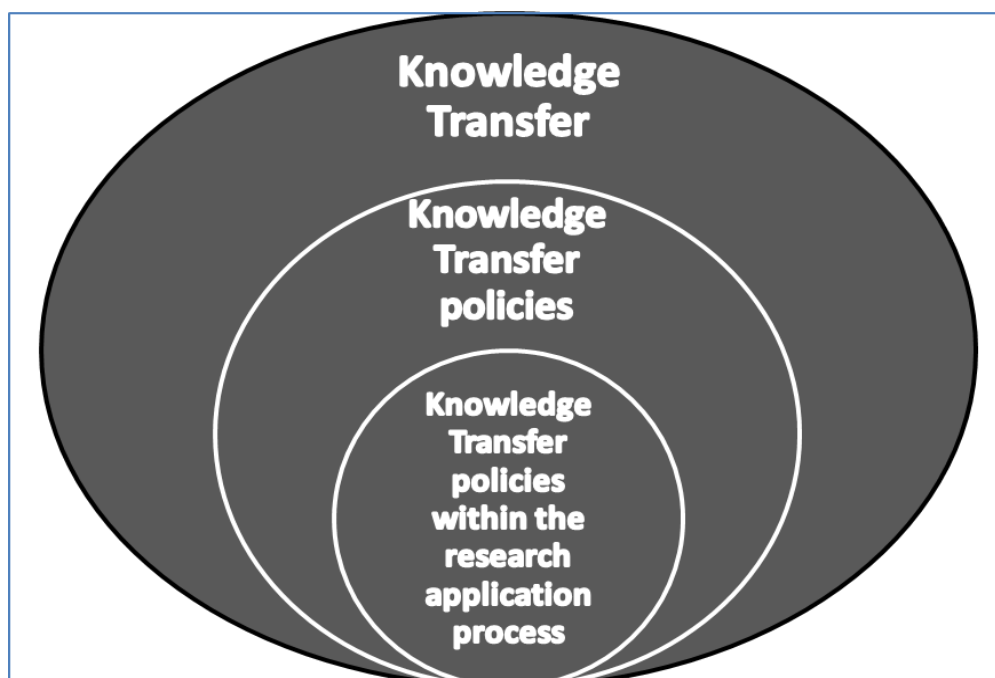 Knowledge
Transfer
Knowledge
Transfer
policies
Knowledge
Transfer
policies
within the
research
application
process